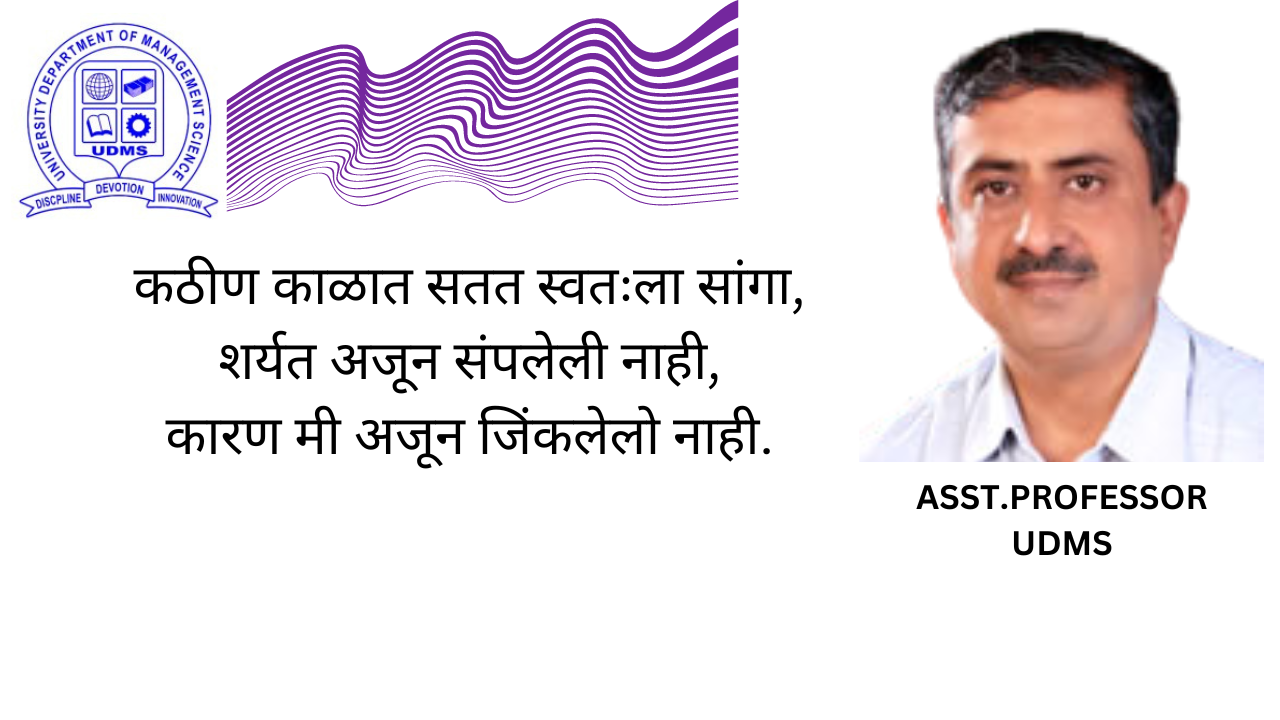 UNIVERSITY DEPARTMENT OF MANAGEMENT SCIENCE
UDMS
DISCPLINE DEVOTION INNOVATION
कठीण काळात सतत स्वतःला सांगा,
शर्यत अजून संपलेली नाही,
कारण मी अजून जिंकलेलो नाही.
ASST.PROFESSOR
UDMS